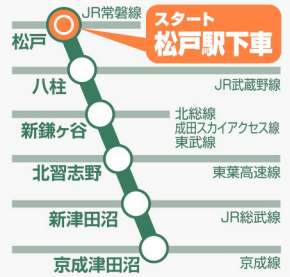 JR常磐線
スタート
松戸駅下車
松戸
八柱
JR武蔵野線
新鎌ヶ谷
北総線
成田スカイアクセス線
東武線
北習志野
東葉高速線
新津田沼
JR総武線
京成津田沼
京成線